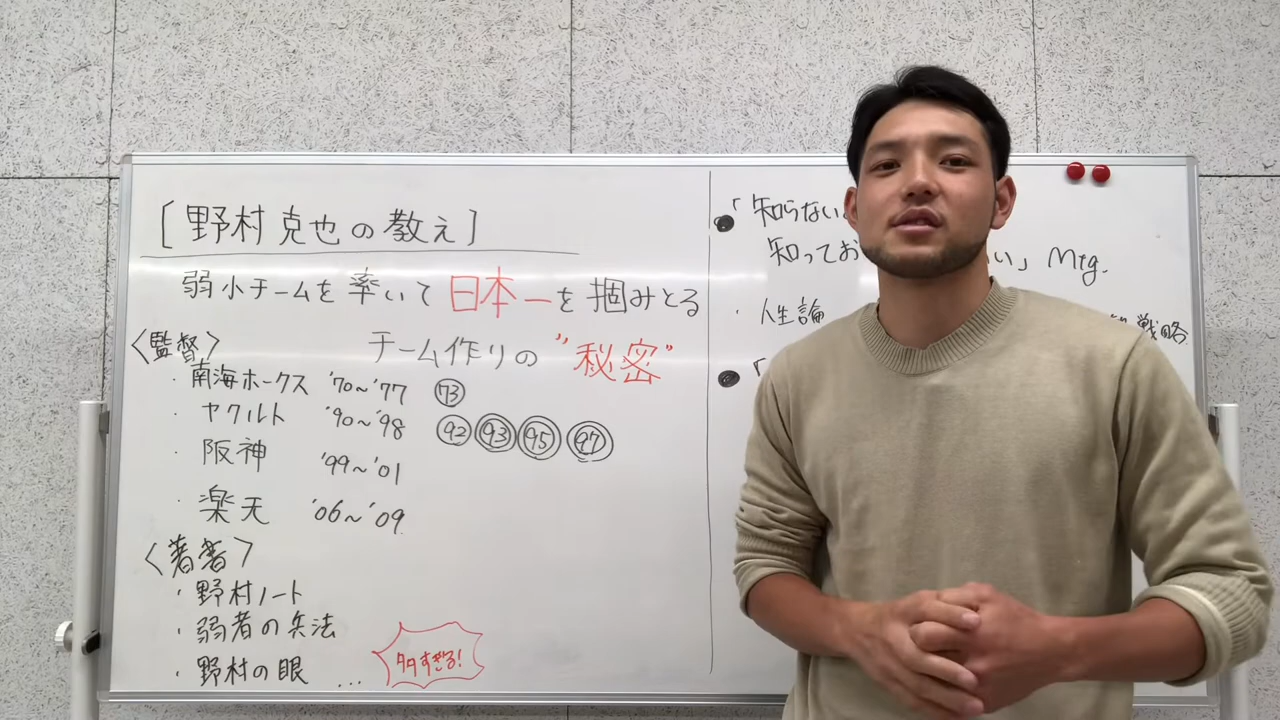 [野村克也の教え]
弱小チームを率いて日本一を掴みとる
チーム作りの"秘密"
〈監督〉
・南海ホークス '70〜'77 73
・ヤクルト '90〜'98 92 93 95 97
・阪神 '99〜'01
・楽天 '06〜'09
〈著者〉
・野村ノート
・弱者の兵法
・野村の眼 …
多すぎる!
●「知らない
知ってお い」Mtg.
・人生論 戦略
●「